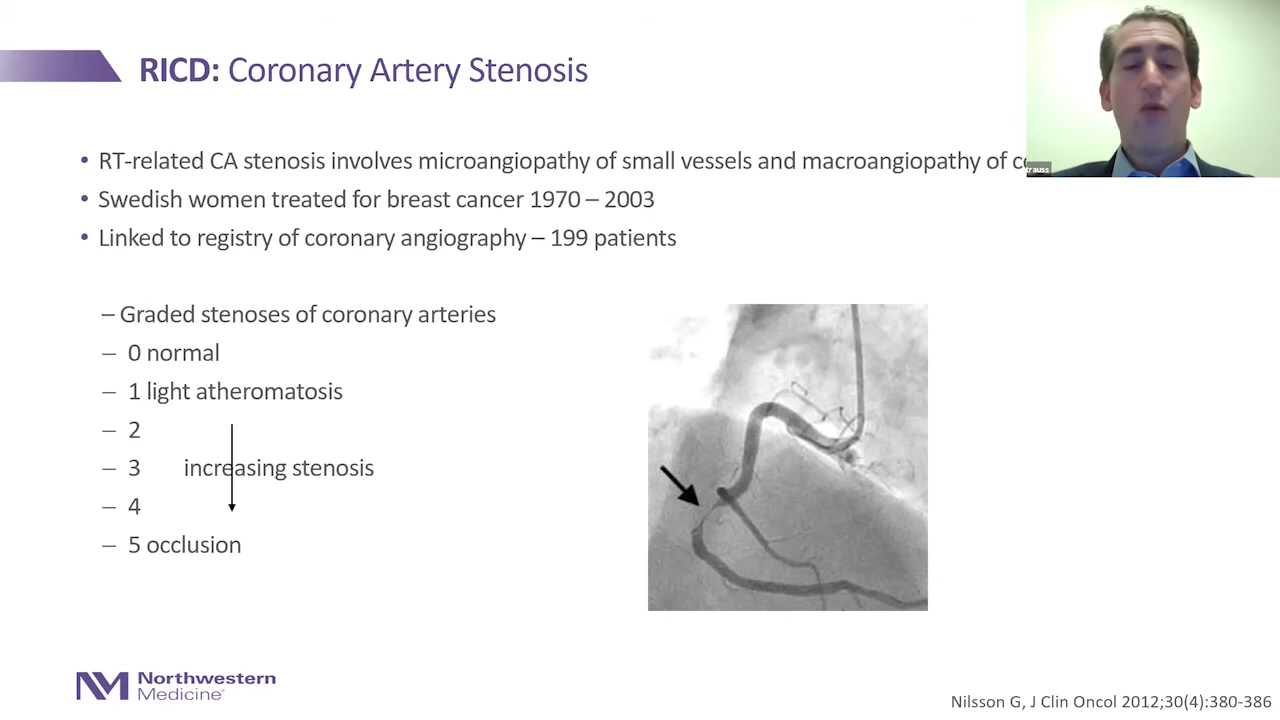 RICD: Coronary Artery Stenosis
• RT-related CA stenosis involves microangiopathy of small vessels and macroangiopathy of
• Swedish women treated for breast cancer 1970 – 2003
• Linked to registry of coronary angiography – 199 patients
– Graded stenoses of coronary arteries
– 0 normal
– 1 light atheromatosis
– 2
– 3 increasing stenosis
– 4
– 5 occlusion
trauss
Northwestern
Medicine
Nilsson G, J Clin Oncol 2012;30(4):380-386